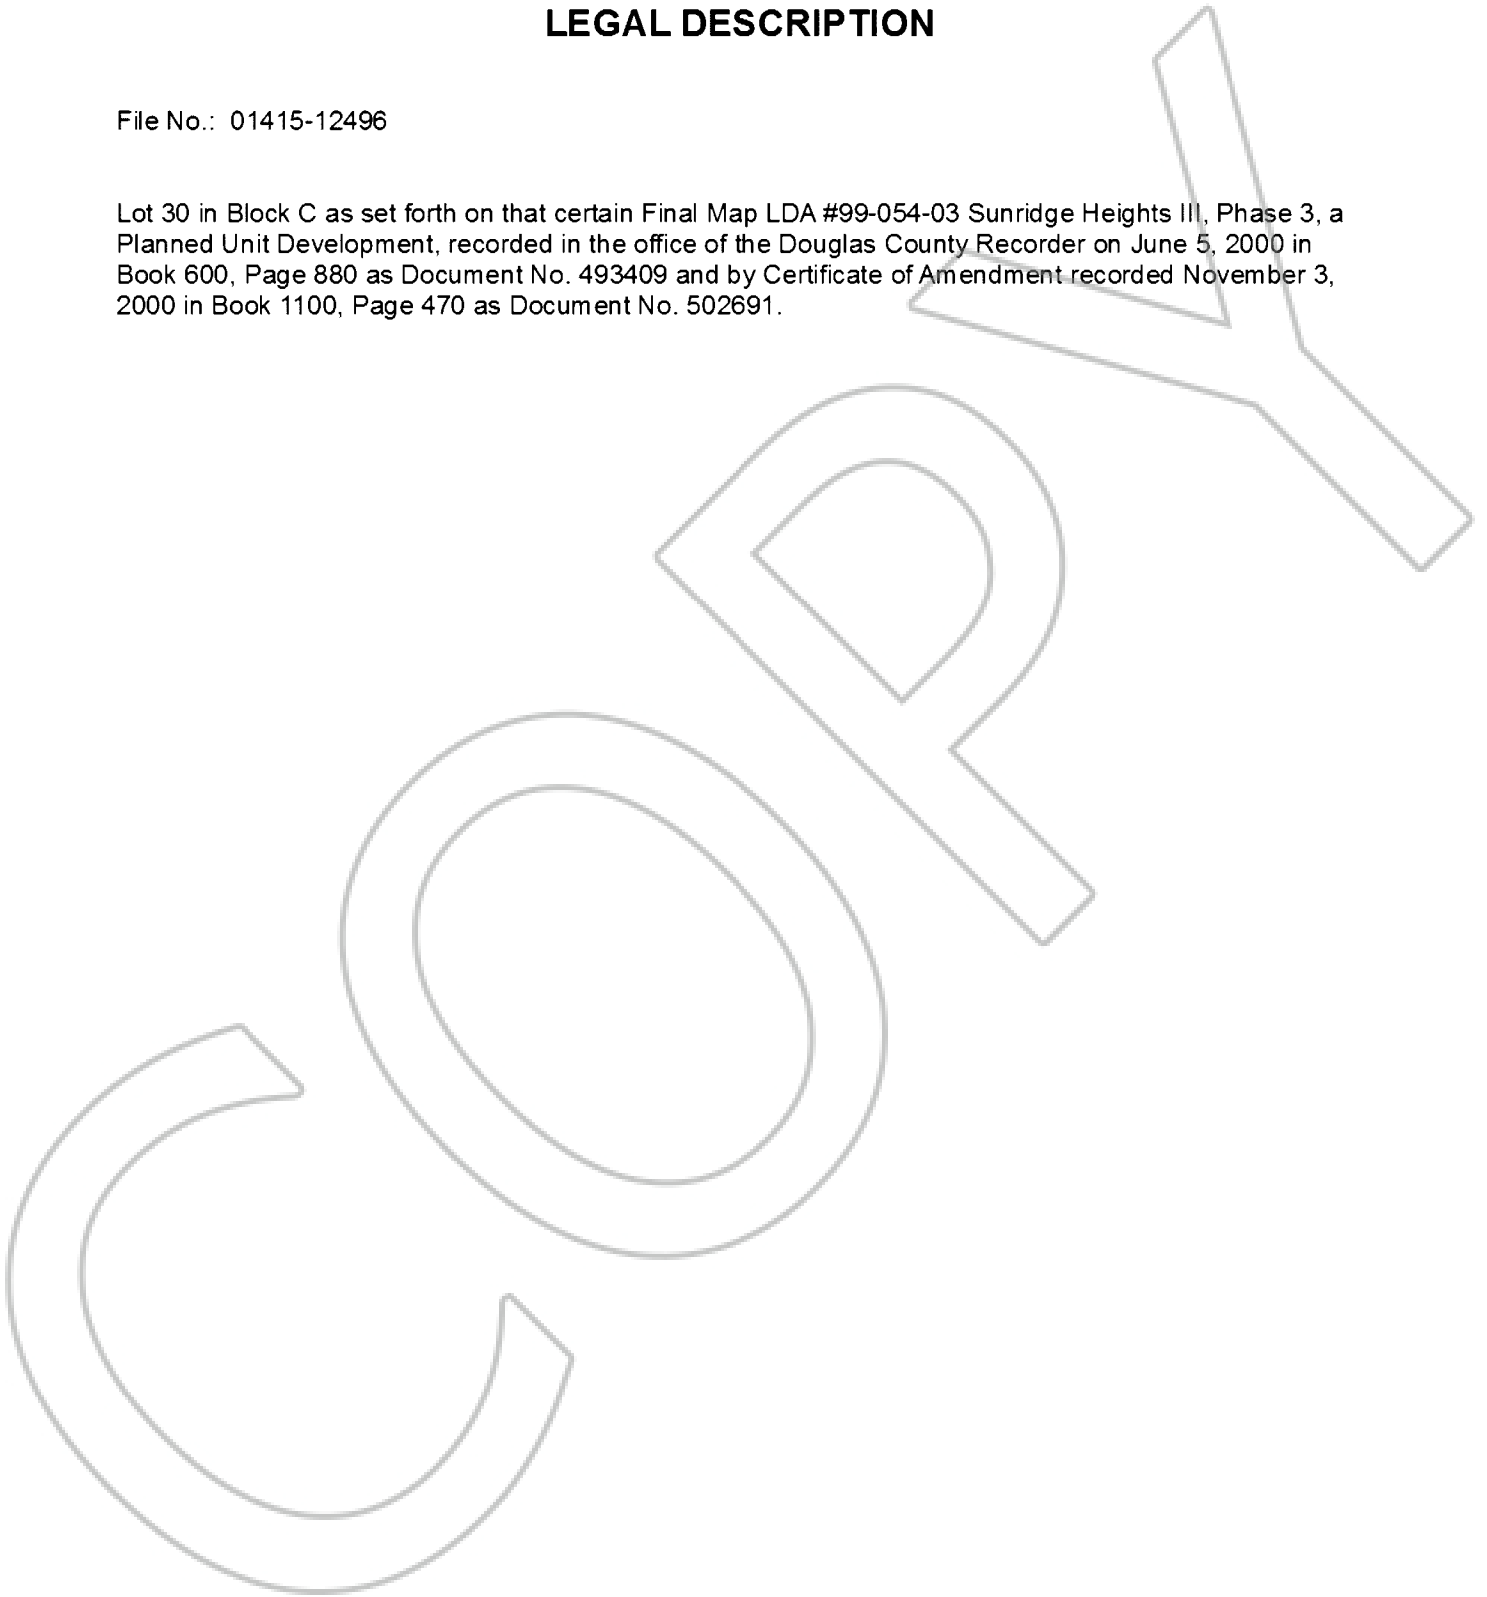 LEGAL DESCRIPTION
File No.: 01415-12496
Lot 30 in Block C as set forth on that certain Final Map LDA #99-054-03 Sunridge Heights III, Phase 3, a
Planned Unit Development, recorded in the office of the Douglas County Recorder on June 5, 2000 in
Book 600, Page 880 as Document No. 493409 and by Certificate of Amendment recorded November 3,
2000 in Book 1100, Page 470 as Document No. 502691.
COPY